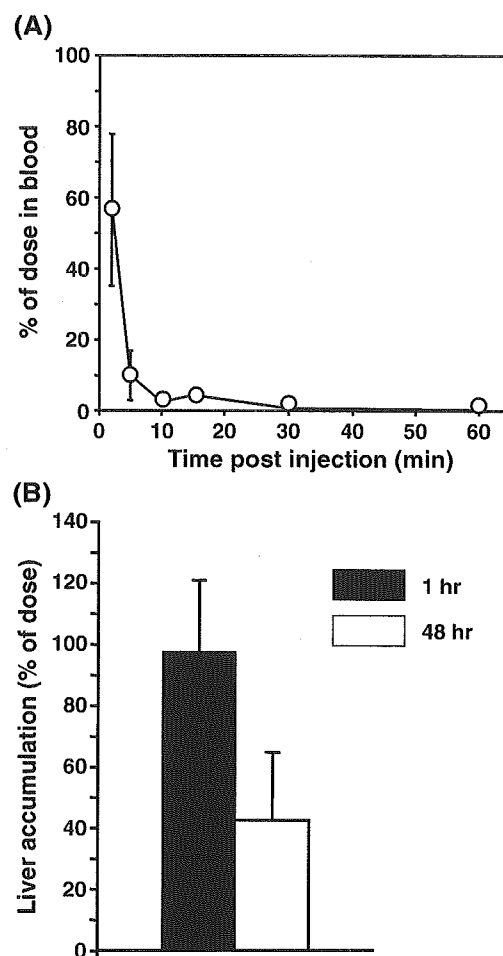 (A)
100
80
60
40
20
0
% of dose in blood
0 10 20 30 40 50 60
Time post injection (min)
(B)
140
120
100
80
60
40
20
0
Liver accumulation (% of dose)
1 hr
48 hr